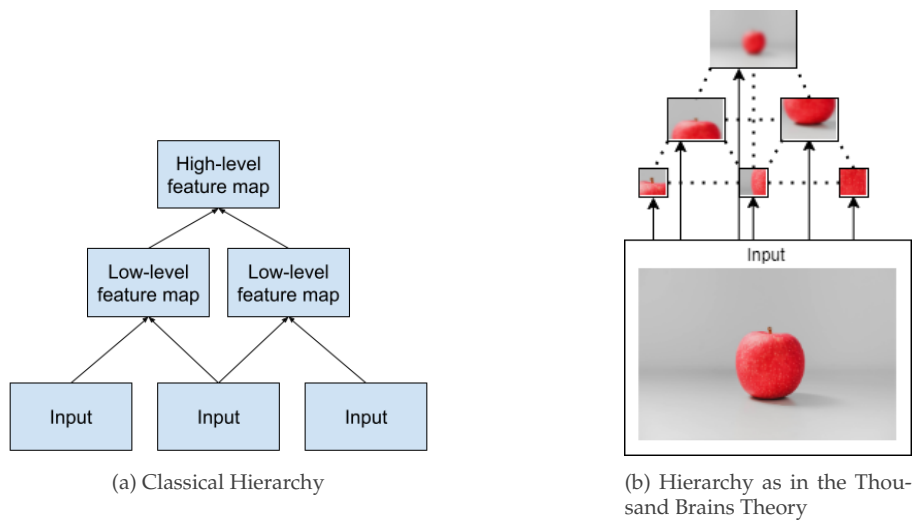 High-level
feature map
Low-level
feature map
Low-level
feature map
Input
Input
Input
(a) Classical Hierarchy
Input
(b) Hierarchy as in the Thou-
sand Brains Theory